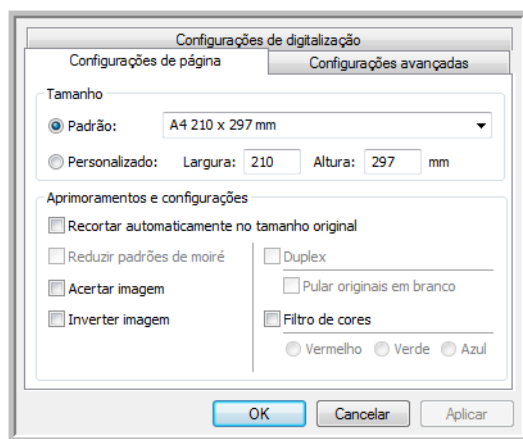 Configurações de digitalização
Configurações de página Configurações avançadas
Tamanho
Padrão: A4 210 x 297 mm
Personalizado: Largura: 210 Altura: 297 mm
Aprimoramentos e configurações
Recortar automaticamente no tamanho original
Reduzir padrões de moiré Duplex
Acertar imagem Pular originais em branco
Inverter imagem Filtro de cores
Vermelho Verde Azul
OK Cancelar Aplicar